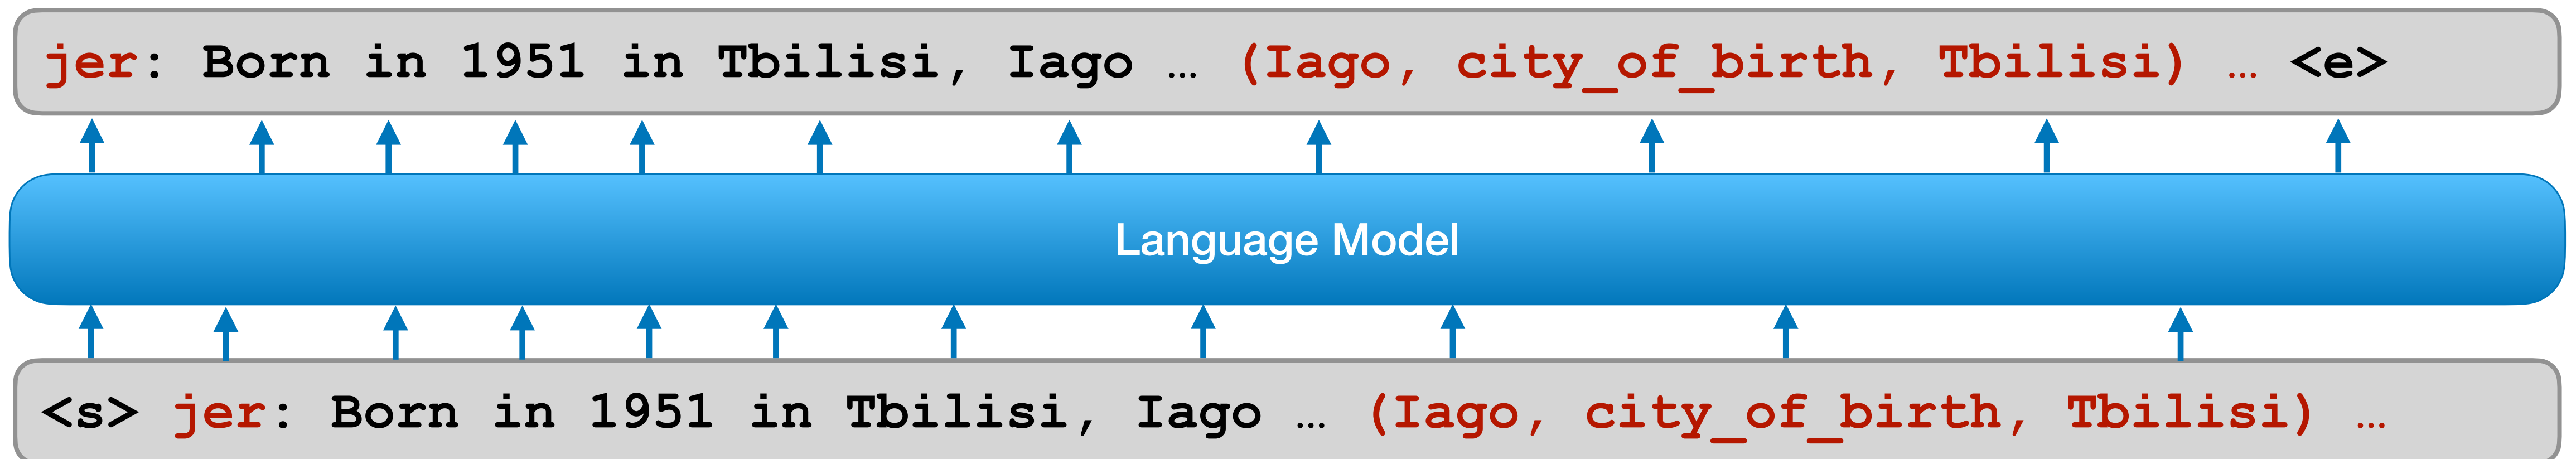 jer: Born in 1951 in Tbilisi, Iago … (Iago, city_of_birth, Tbilisi) … <e>
Language Model
<s> jer: Born in 1951 in Tbilisi, Iago … (Iago, city_of_birth, Tbilisi) …